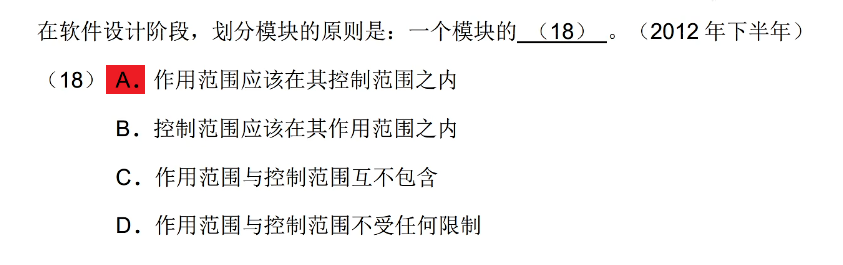 在软件设计阶段，划分模块的原则是：一个模块的 （18） 。（2012 年下半年）
（18）A．作用范围应该在其控制范围之内
B．控制范围应该在其作用范围之内
C．作用范围与控制范围互不包含
D．作用范围与控制范围不受任何限制